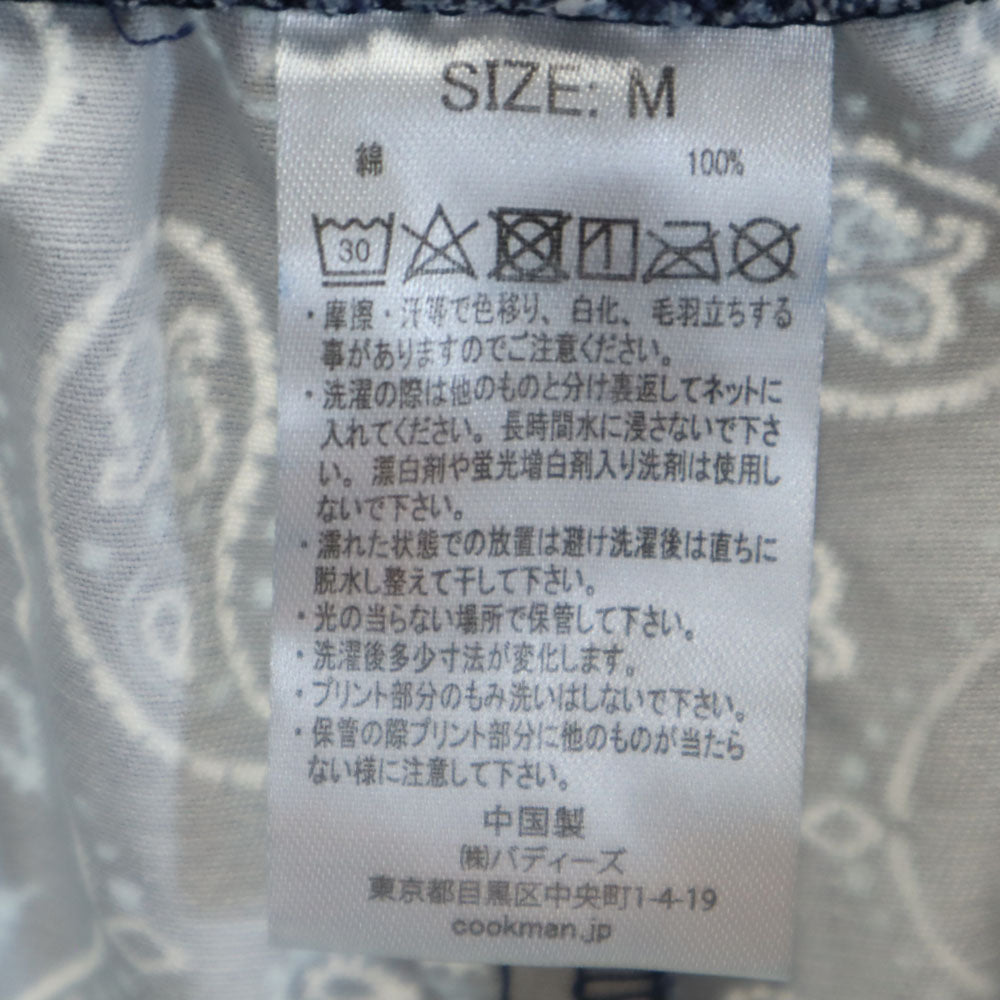 SIZE: M
綿 100%
30
・摩擦・汗等で色移り、白化、毛羽立ちする
事がありますのでご注意ください。
・洗濯の際は他のものと分け裏返してネットに
入れてください。長時間水に浸さないで下さ
い。漂白剤や蛍光増白剤入り洗剤は使用し
ないで下さい。
・濡れた状態での放置は避け洗濯後は直ちに
脱水し整えて干して下さい。
・光の当らない場所で保管して下さい。
・洗濯後多少寸法が変化します。
・プリント部分のもみ洗いはしないで下さい。
・保管の際プリント部分に他のものが当たら
ない様に注意して下さい。
中国製
㈱バディーズ
東京都目黒区中央町1-4-19
cookman.jp